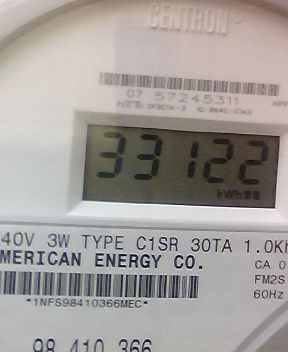 CENTRON®
07 57245311
33122
kWh
40V 3W TYPE C1SR 30TA 1.0Kh
MERICAN ENERGY CO.
CA 0
FM2S
60Hz
*1NFS98410366MEC*
98 410 366